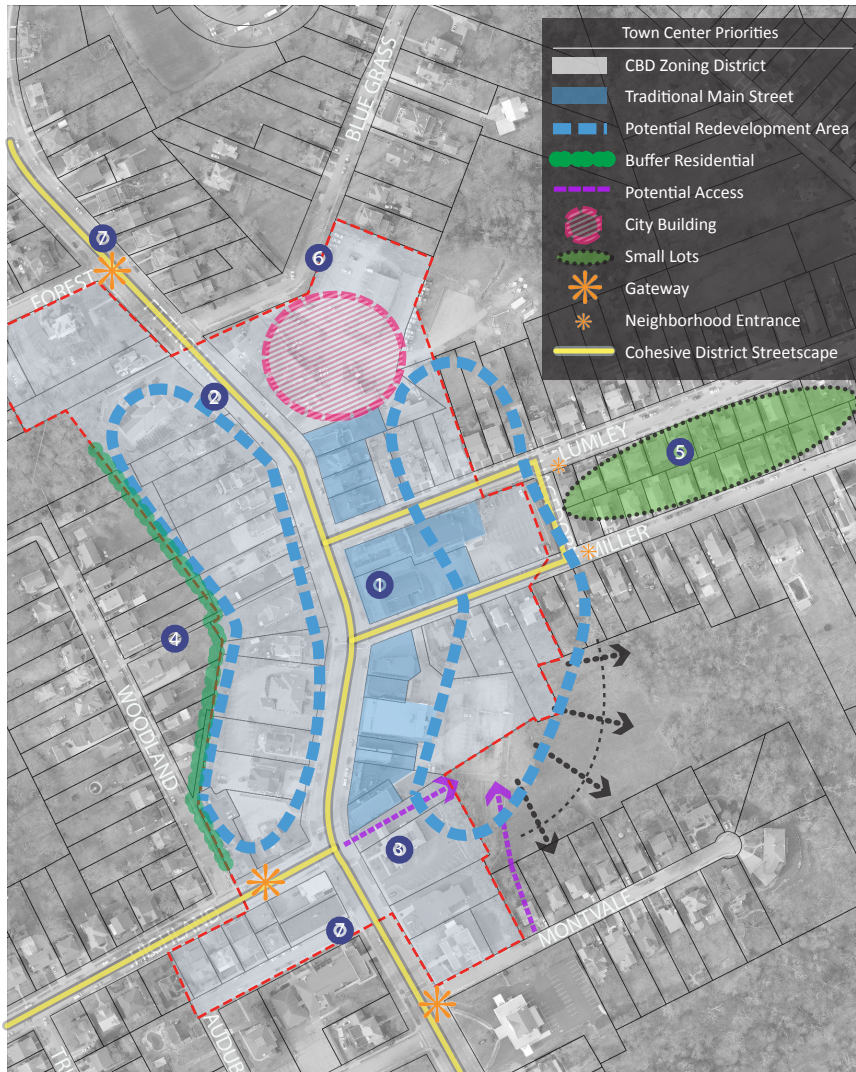 Town Center Priorities
CBD Zoning District
Traditional Main Street
Potential Redevelopment Area
Buffer Residential
Potential Access
City Building
Small Lots
Gateway
Neighborhood Entrance
Cohesive District Streetscape
BLUE GRASS
7
6
FOREST
2
LUMLEY
5
MILLER
1
4
WOODLAND
3
HIGHLAND
7
MONTVALE
AUDUB
TRI